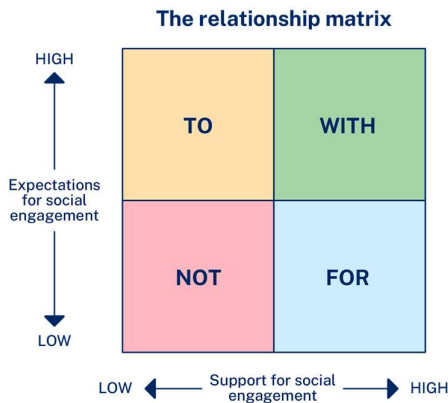 The relationship matrix
HIGH
TO
WITH
Expectations
for social
engagement
NOT
FOR
LOW
LOW
Support for social
engagement
HIGH